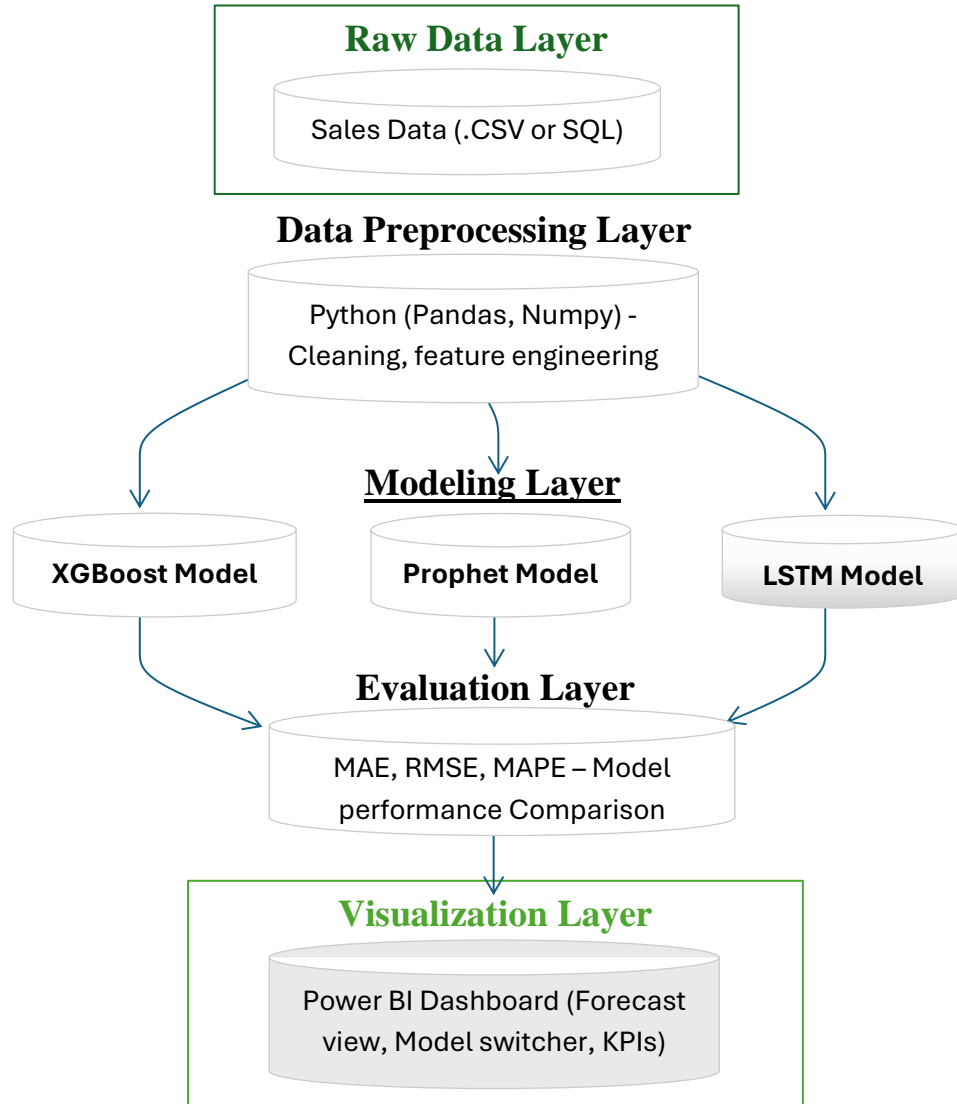 Raw Data Layer
Sales Data (.CSV or SQL)
Data Preprocessing Layer
Python (Pandas, Numpy) -
Cleaning, feature engineering
Modeling Layer
XGBoost Model
Prophet Model
LSTM Model
Evaluation Layer
MAE, RMSE, MAPE – Model
performance Comparison
Visualization Layer
Power BI Dashboard (Forecast
view, Model switcher, KPIs)